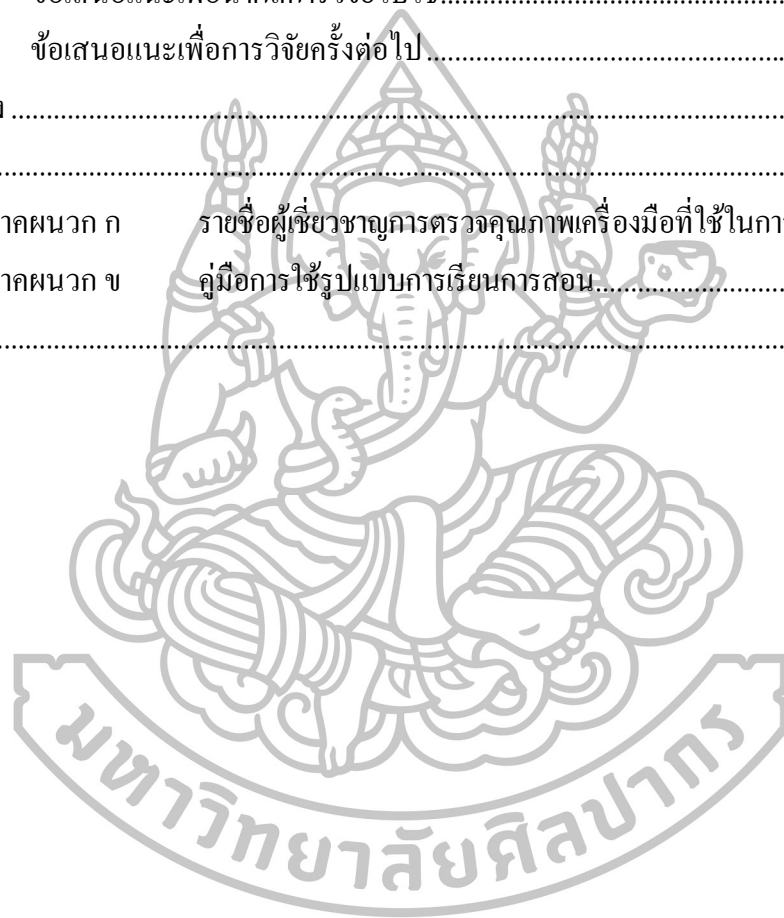 ข้อเสนอแนะเพื่อการวิจัยครั้งต่อไป
ภาคผนวก ก รายชื่อผู้เชี่ยวชาญการตรวจคุณภาพเครื่องมือที่ใช้ในการ
ภาคผนวก ข คู่มือการใช้รูปแบบการเรียนการสอน
มหาวิทยาลัยศิลปากร